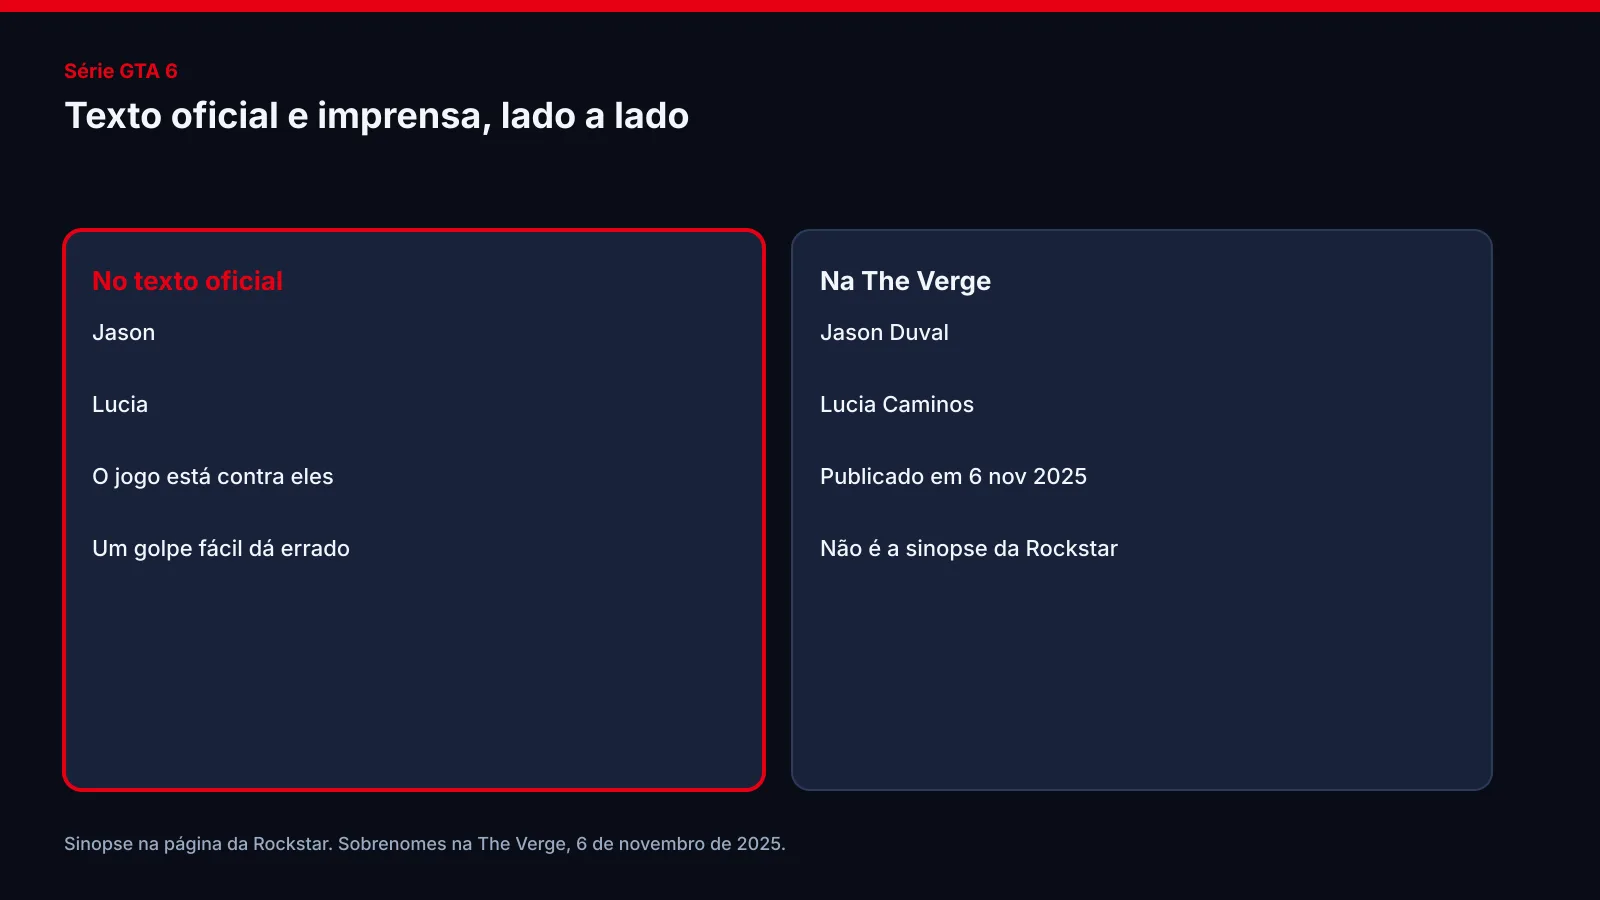 Série GTA 6
Texto oficial e imprensa, lado a lado
No texto oficial
Jason
Lucia
O jogo está contra eles
Um golpe fácil dá errado
Na The Verge
Jason Duval
Lucia Caminos
Publicado em 6 nov 2025
Não é a sinopse da Rockstar
Sinopse na página da Rockstar. Sobrenomes na The Verge, 6 de novembro de 2025.